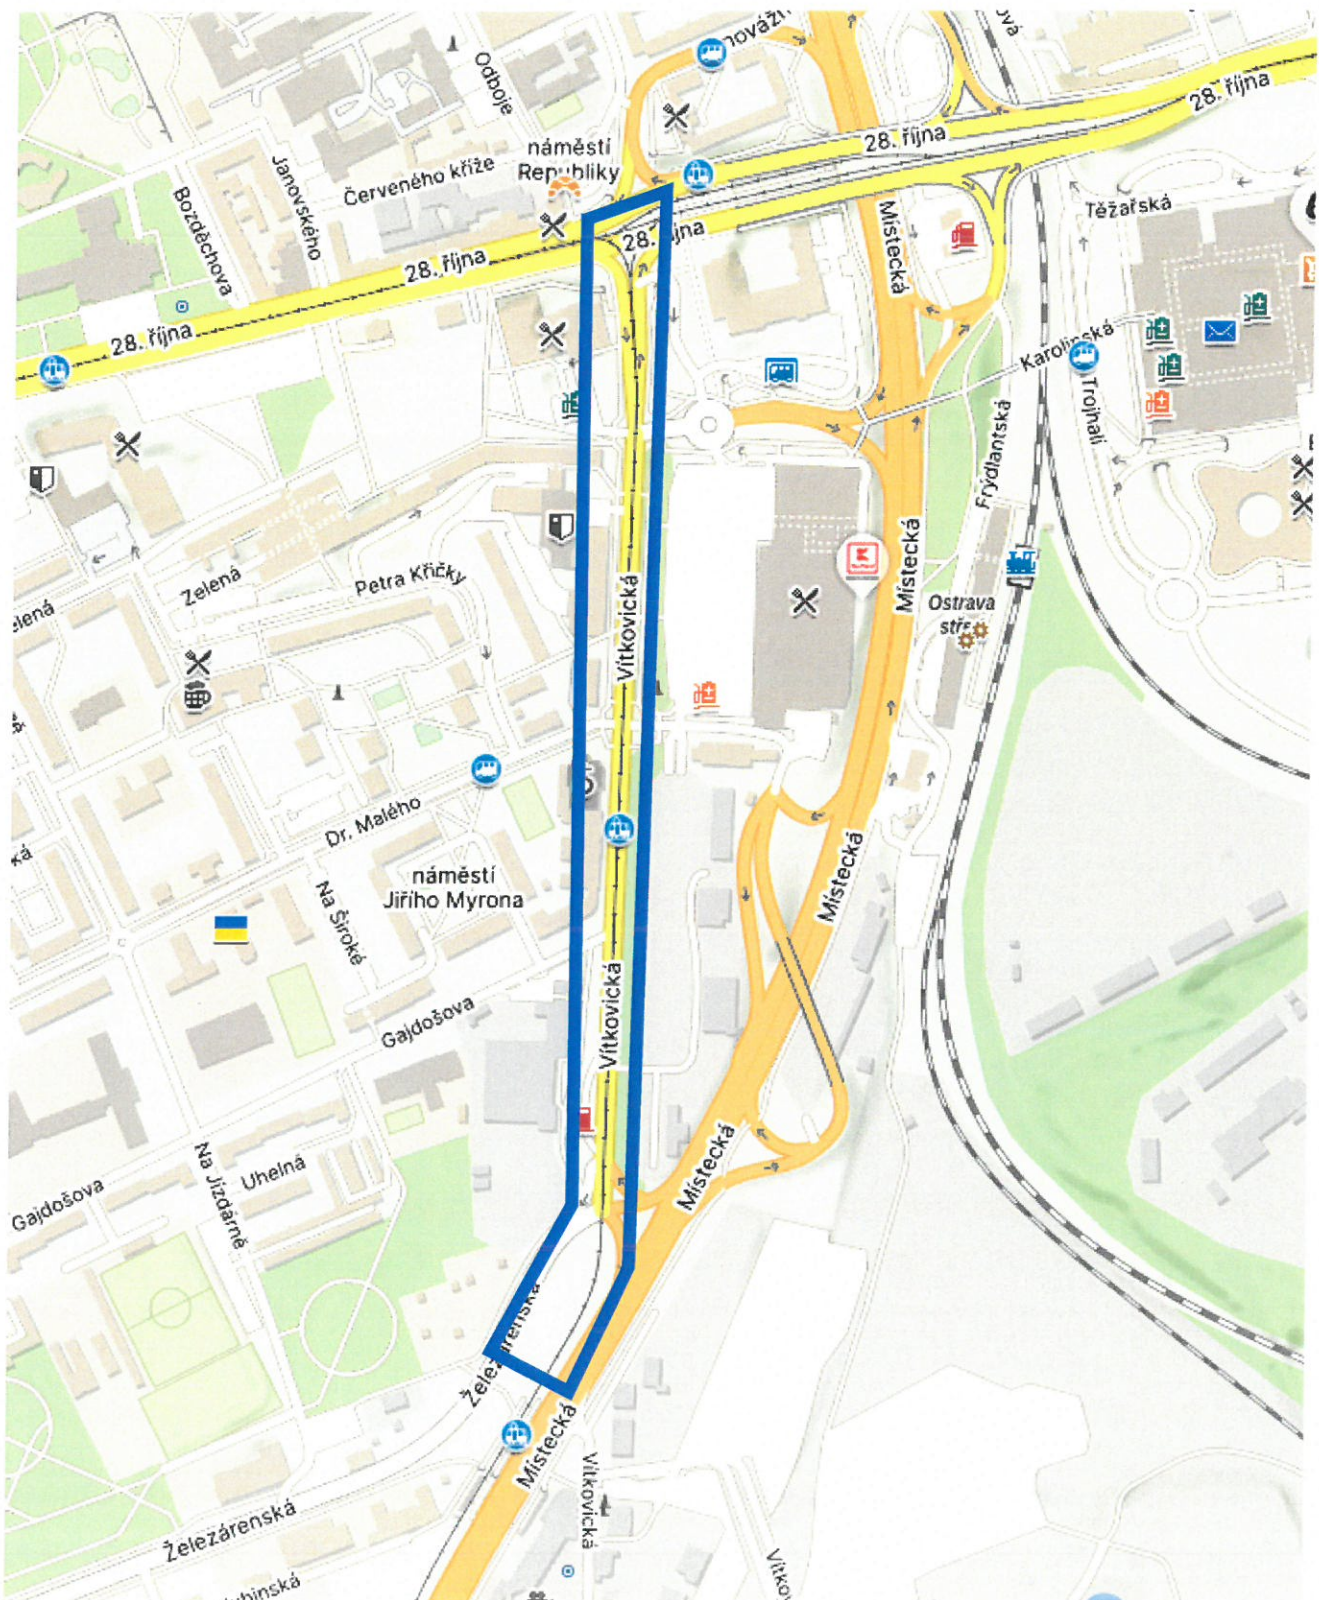 Odboje
náměstí
Republiky
28. října
28. října
Červeného kříže
Janovského
Bozděchova
28. října
28. října
Místecká
Těžařská
Karolinská
Trojhalí
Frýdlantská
Zelená
Petra Křičky
Vítkovická
Místecká
Ostrava
Dr. Malého
náměstí
Jiřího Myrona
Na Široké
Místecká
Gajdošova
Vítkovická
Na Jízdárně
Uhelná
Gajdošova
Místecká
Železárenská
Místecká
Vítkovická
Železárenská